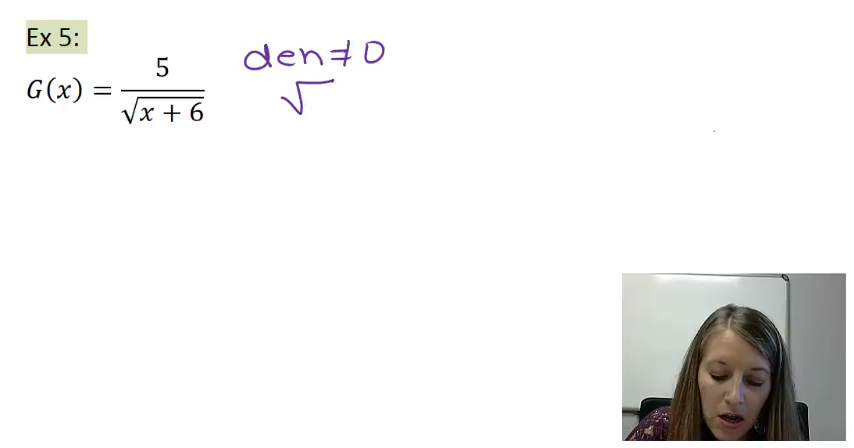 Ex 5:
G(x) = 5 / √(x + 6)
den ≠ 0
√